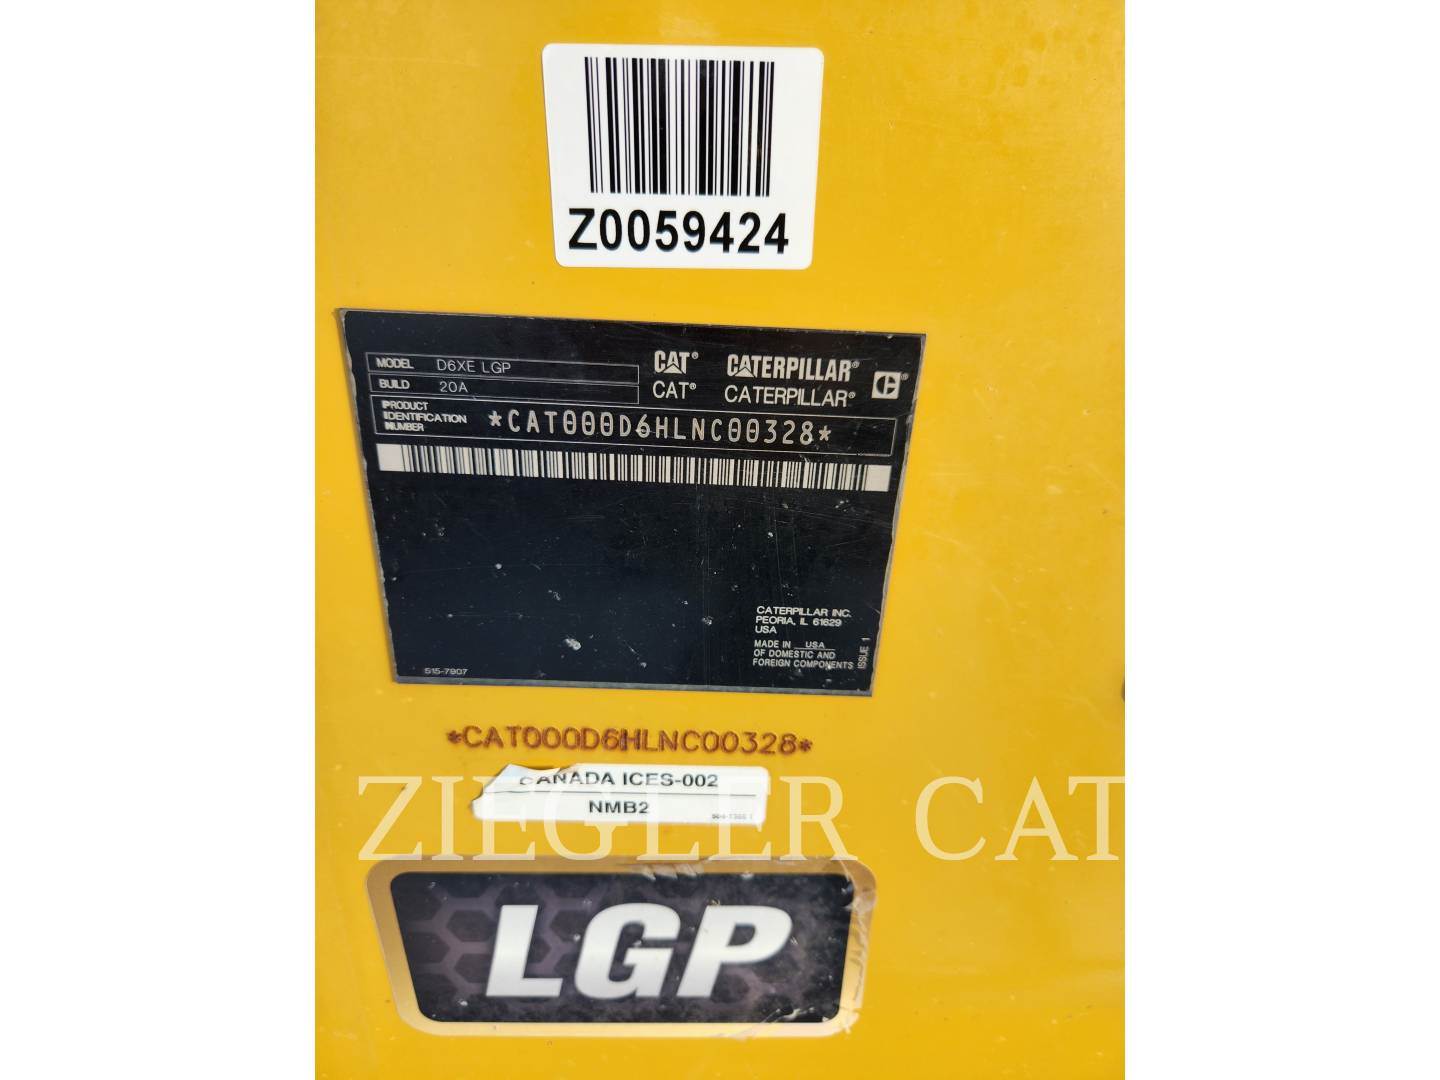 Z0059424
MODEL D6XE LGP
BUILD 20A
CAT® CATERPILLAR®
CAT® CATERPILLAR®
C®
PRODUCT
IDENTIFICATION
NUMBER
*CAT000D6HLNC00328*
CATERPILLAR INC.
PEORIA, IL 61629
USA
MADE IN USA
OF DOMESTIC AND
FOREIGN COMPONENTS
ISSUE 1
515-7907
*CAT000D6HLNC00328*
CANADA ICES-002
NMB2
ZIEGLER CAT
LGP